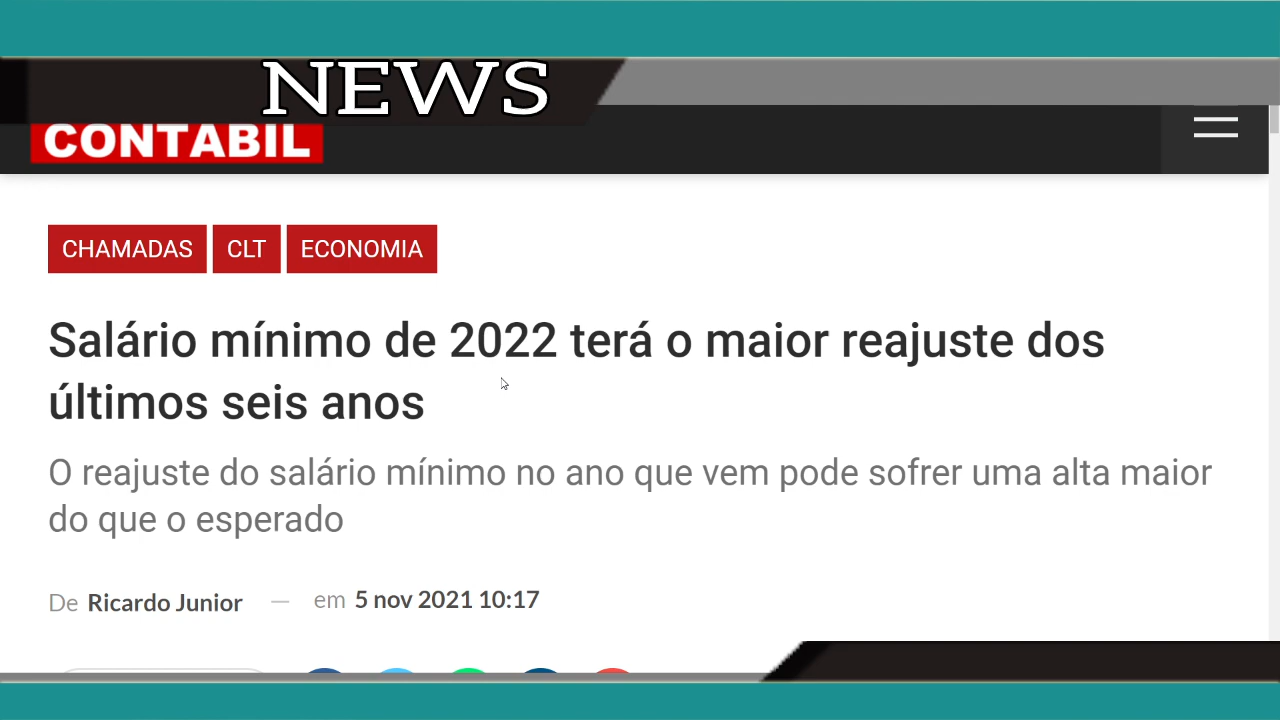 NEWS
CONTABIL
CHAMADAS CLT ECONOMIA
Salário mínimo de 2022 terá o maior reajuste dos
últimos seis anos
O reajuste do salário mínimo no ano que vem pode sofrer uma alta maior
do que o esperado
De Ricardo Junior — em 5 nov 2021 10:17